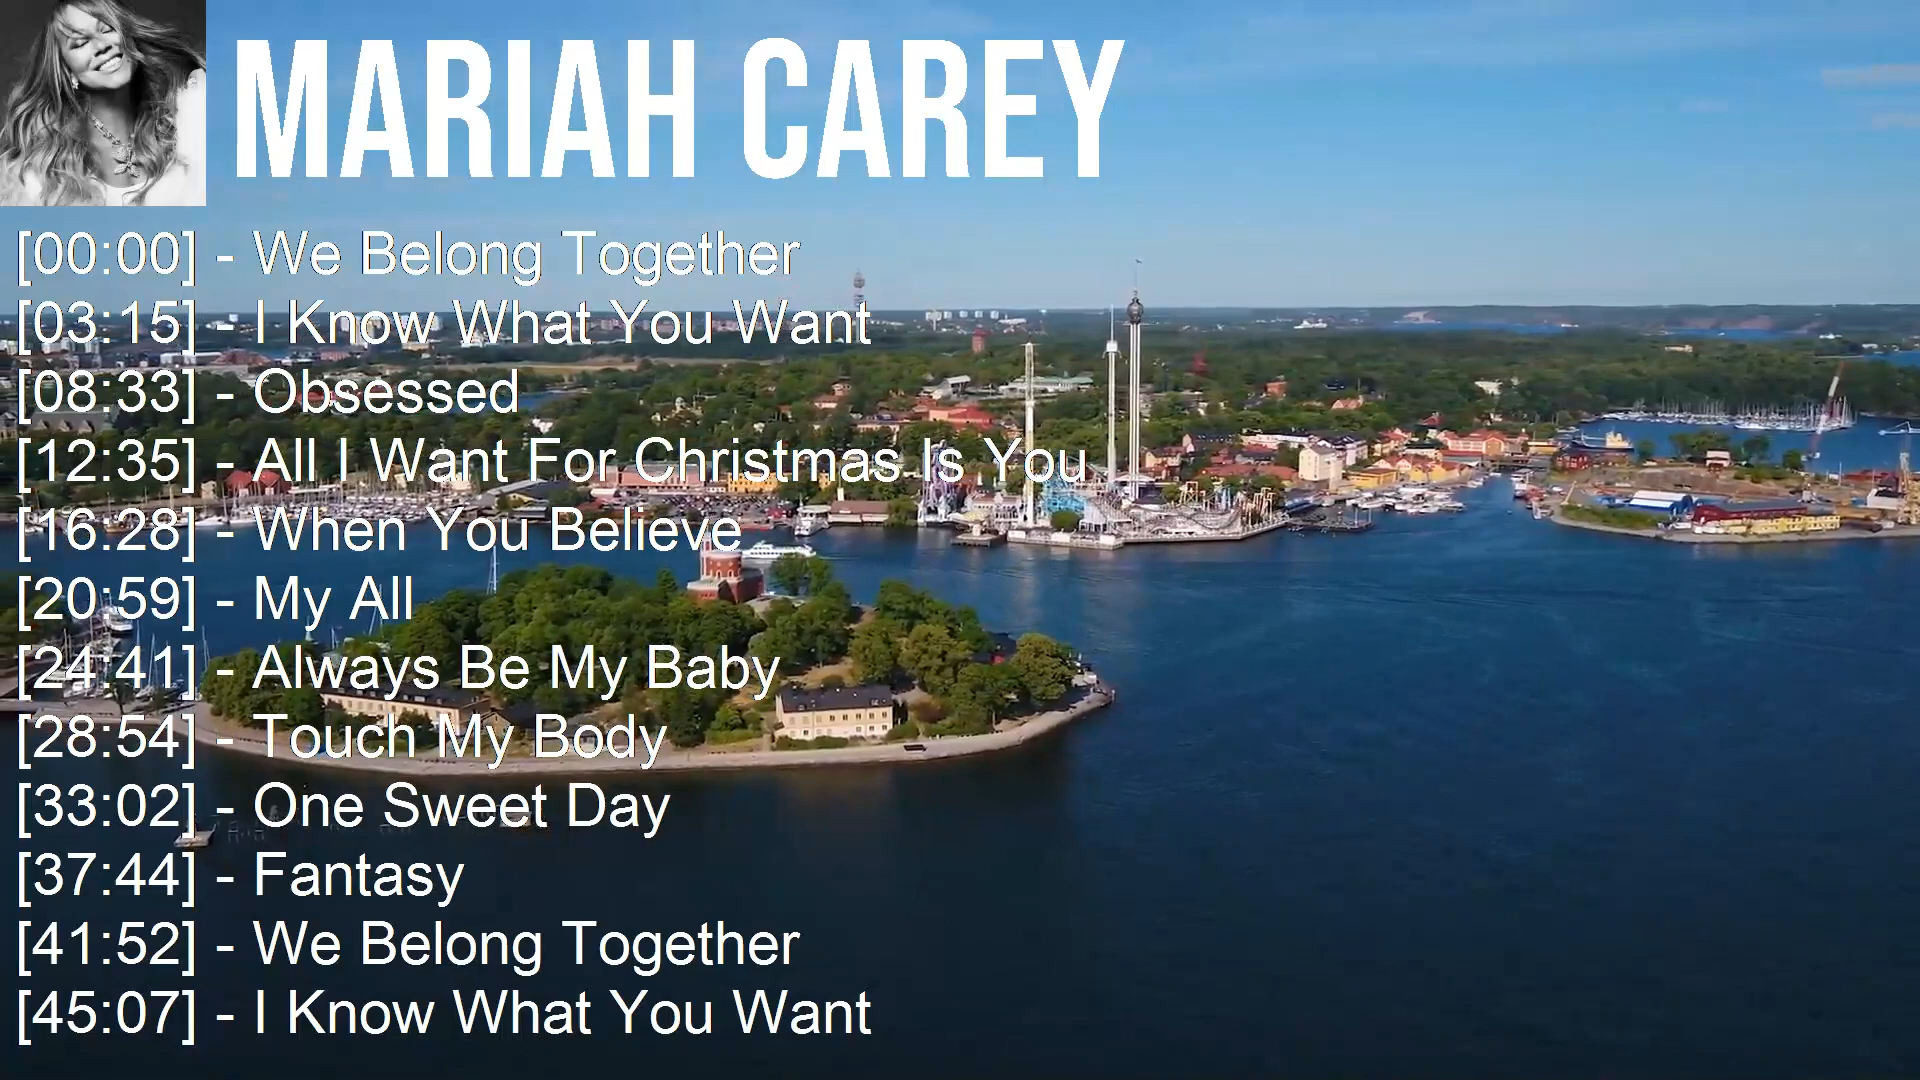 MARIAH CAREY
[00:00] - We Belong Together
[03:15] - I Know What You Want
[08:33] - Obsessed
[12:35] - All I Want For Christmas Is You
[16:28] - When You Believe
[20:59] - My All
[24:41] - Always Be My Baby
[28:54] - Touch My Body
[33:02] - One Sweet Day
[37:44] - Fantasy
[41:52] - We Belong Together
[45:07] - I Know What You Want